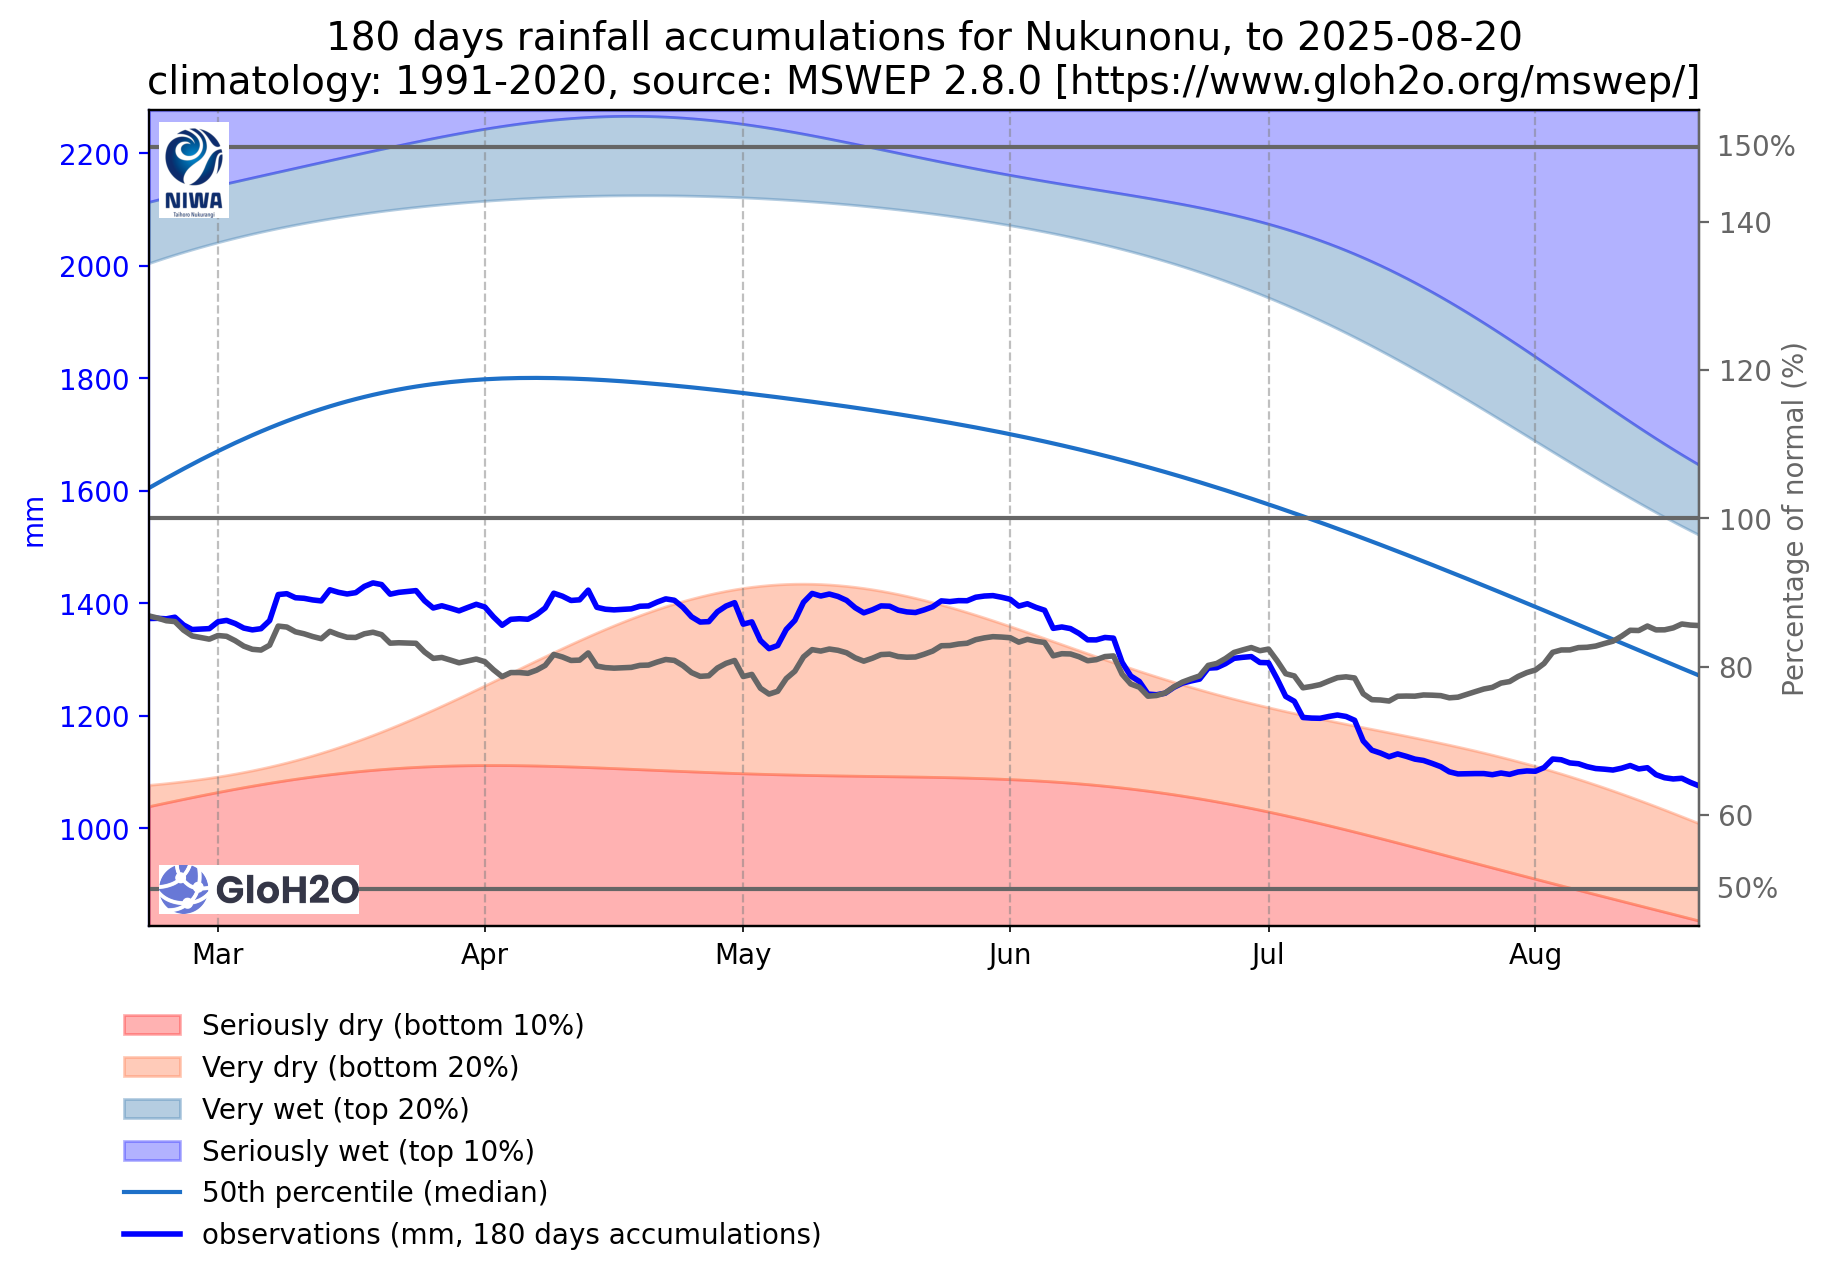 180 days rainfall accumulations for Nukunonu, to 2025-08-20
climatology: 1991-2020, source: MSWEP 2.8.0 [https://www.gloh2o.org/mswep/]
NIWA
Taihoro Nukurangi
2200
2000
1800
1600
1400
1200
1000
mm
150%
140
120
100
80
60
50%
Percentage of normal (%)
GloH2O
Mar Apr May Jun Jul Aug
Seriously dry (bottom 10%)
Very dry (bottom 20%)
Very wet (top 20%)
Seriously wet (top 10%)
50th percentile (median)
observations (mm, 180 days accumulations)